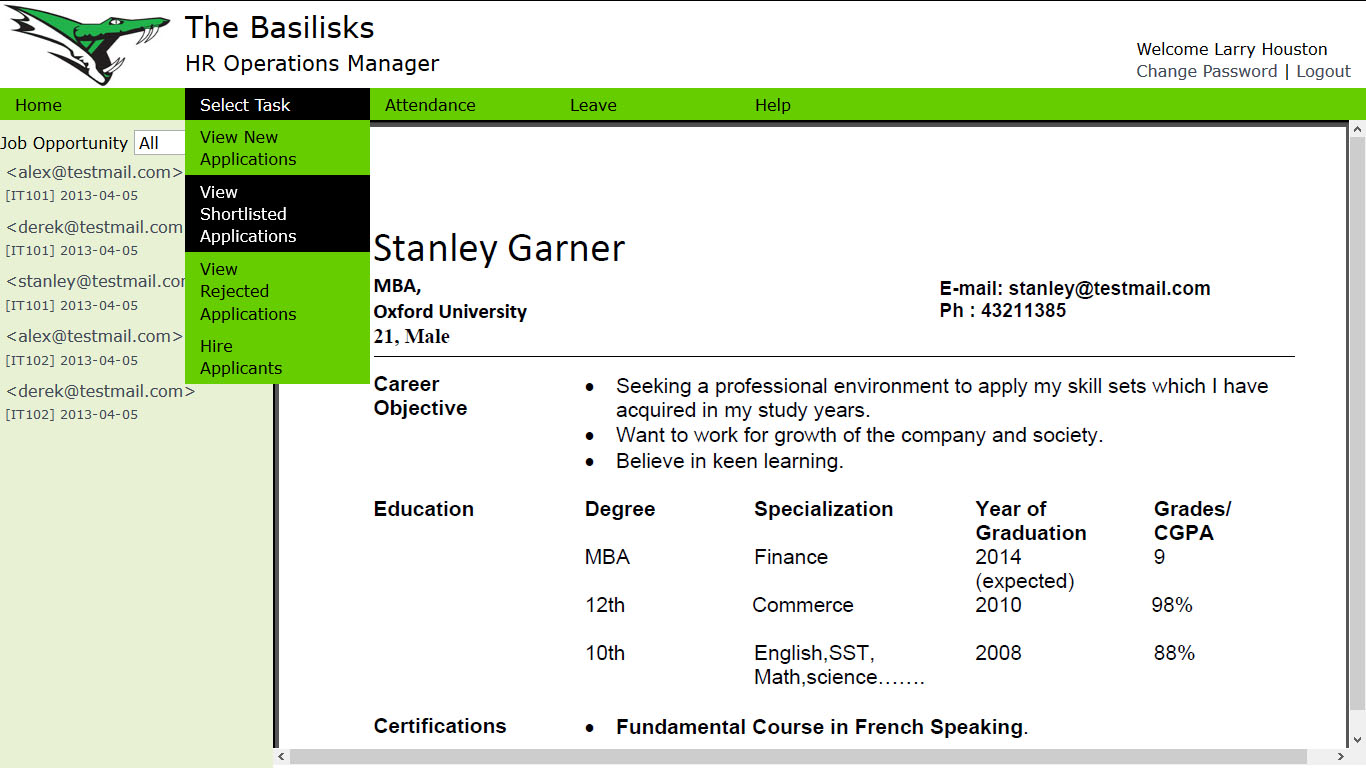 The Basilisks
HR Operations Manager
Welcome Larry Houston
Change Password | Logout
Home
Select Task
Attendance
Leave
Help
Job Opportunity All
<alex@testmail.com>
[IT101] 2013-04-05
<derek@testmail.com
[IT101] 2013-04-05
<stanley@testmail.com
[IT101] 2013-04-05
<alex@testmail.com>
[IT102] 2013-04-05
<derek@testmail.com>
[IT102] 2013-04-05
View New
Applications
View
Shortlisted
Applications
View
Rejected
Applications
Hire
Applicants
Stanley Garner
MBA,
Oxford University
21, Male
E-mail: stanley@testmail.com
Ph : 43211385
Career
Objective
• Seeking a professional environment to apply my skill sets which I have
acquired in my study years.
• Want to work for growth of the company and society.
• Believe in keen learning.
Education
Degree Specialization Year of Grades/
Graduation CGPA
MBA Finance 2014 9
(expected)
12th Commerce 2010 98%
10th English,SST, 2008 88%
Math,science…….
Certifications • Fundamental Course in French Speaking.